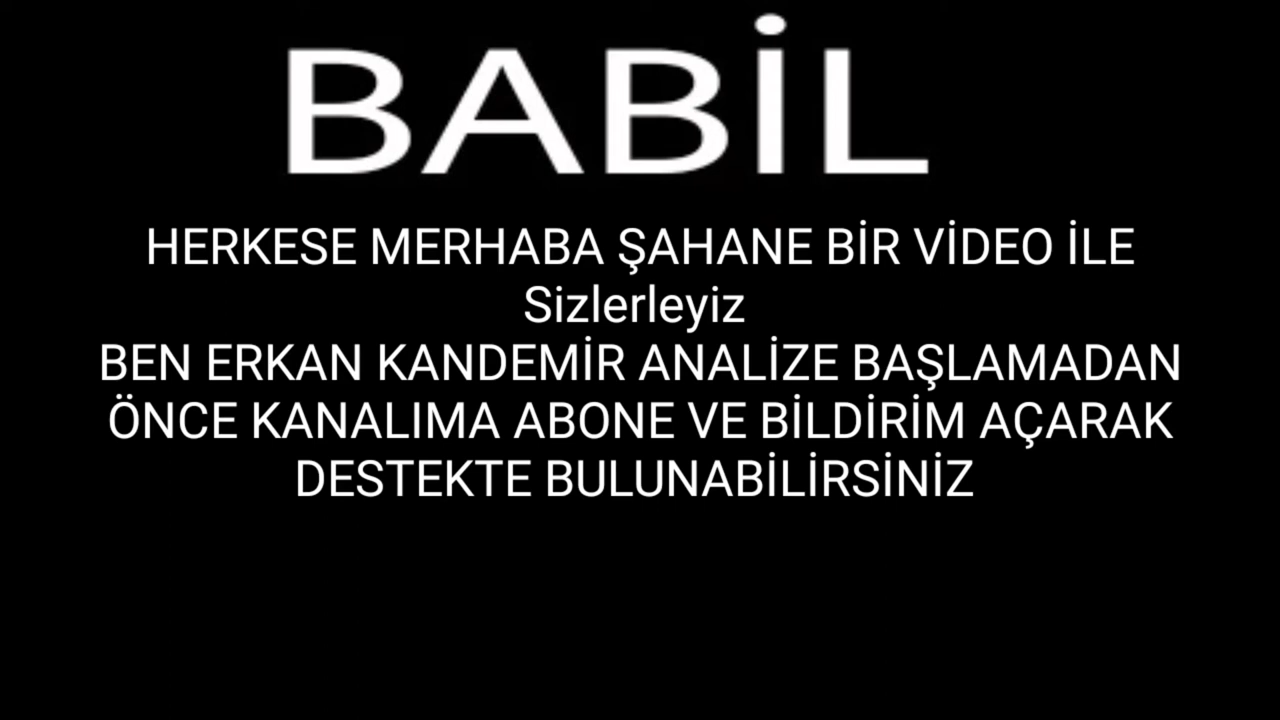 BABİL
HERKESE MERHABA ŞAHANE BİR VİDEO İLE
Sizlerleyiz
BEN ERKAN KANDEMİR ANALİZE BAŞLAMADAN
ÖNCE KANALIMA ABONE VE BİLDİRİM AÇARAK
DESTEKTE BULUNABİLİRSİNİZ